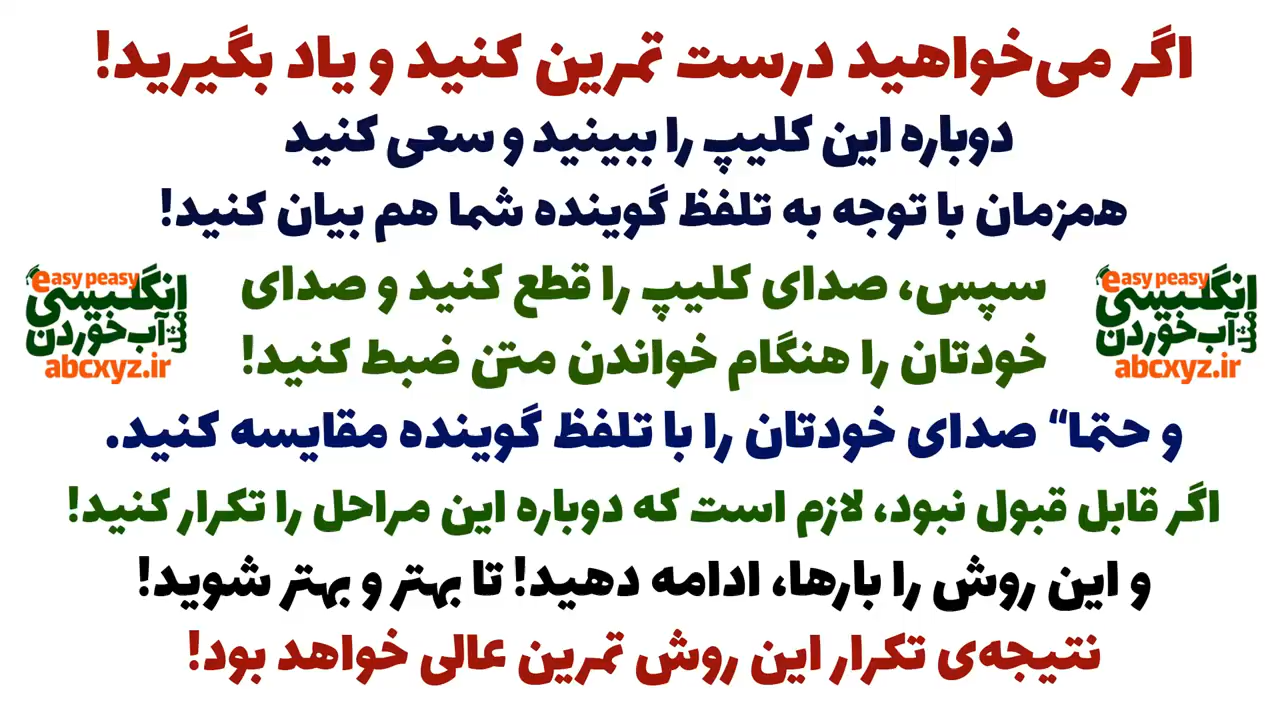 اگر می‌خواهید درست تمرین کنید و یاد بگیرید!
دوباره این کلیپ را ببینید و سعی کنید
همزمان با توجه به تلفظ گوینده شما هم بیان کنید!
سپس، صدای کلیپ را قطع کنید و صدای
خودتان را هنگام خواندن متن ضبط کنید!
easy peasy
انگلیسی
مثل آب خوردن
abcxyz.ir
easy peasy
انگلیسی
مثل آب خوردن
abcxyz.ir
و حتما“ صدای خودتان را با تلفظ گوینده مقایسه کنید.
اگر قابل قبول نبود، لازم است که دوباره این مراحل را تکرار کنید!
و این روش را بارها، ادامه دهید! تا بهتر و بهتر شوید!
نتیجه‌ی تکرار این روش تمرین عالی خواهد بود!